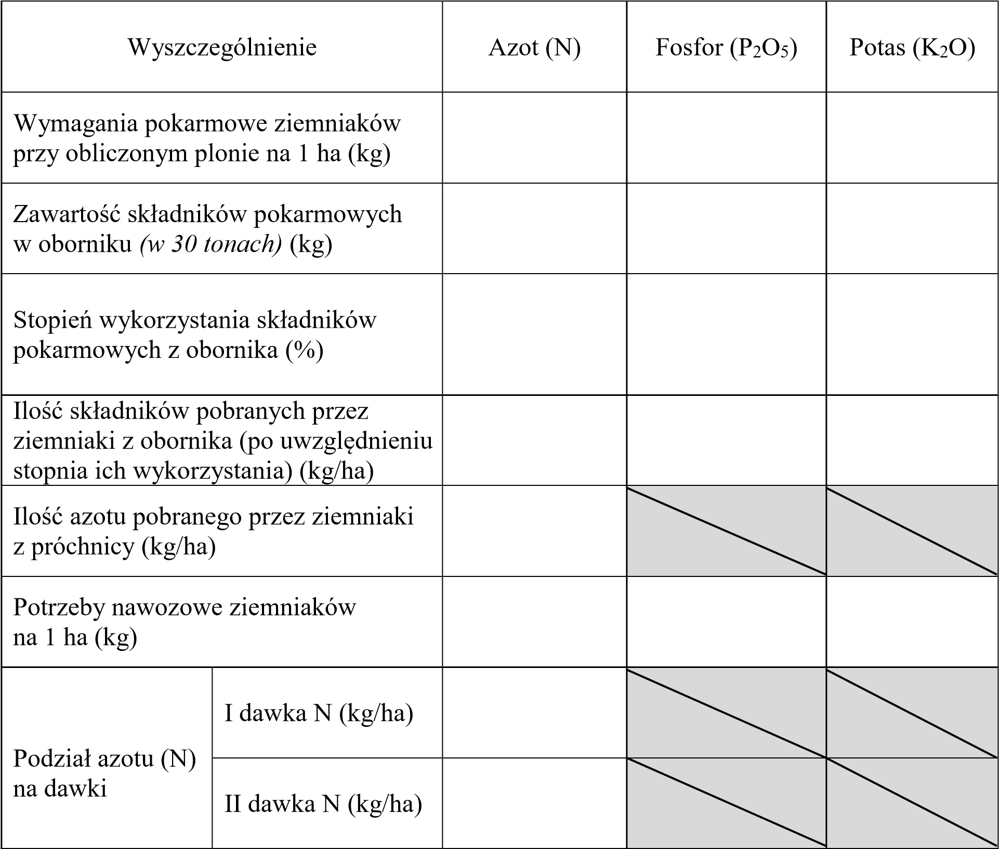 Wyszczególnienie
Azot (N)
Fosfor (P₂O₅)
Potas (K₂O)
Wymagania pokarmowe ziemniaków
przy obliczonym plonie na 1 ha (kg)
Zawartość składników pokarmowych
w oborniku (w 30 tonach) (kg)
Stopień wykorzystania składników
pokarmowych z obornika (%)
Ilość składników pobranych przez
ziemniaki z obornika (po uwzględnieniu
stopnia ich wykorzystania) (kg/ha)
Ilość azotu pobranego przez ziemniaki
z próchnicy (kg/ha)
Potrzeby nawozowe ziemniaków
na 1 ha (kg)
Podział azotu (N)
na dawki
I dawka N (kg/ha)
II dawka N (kg/ha)